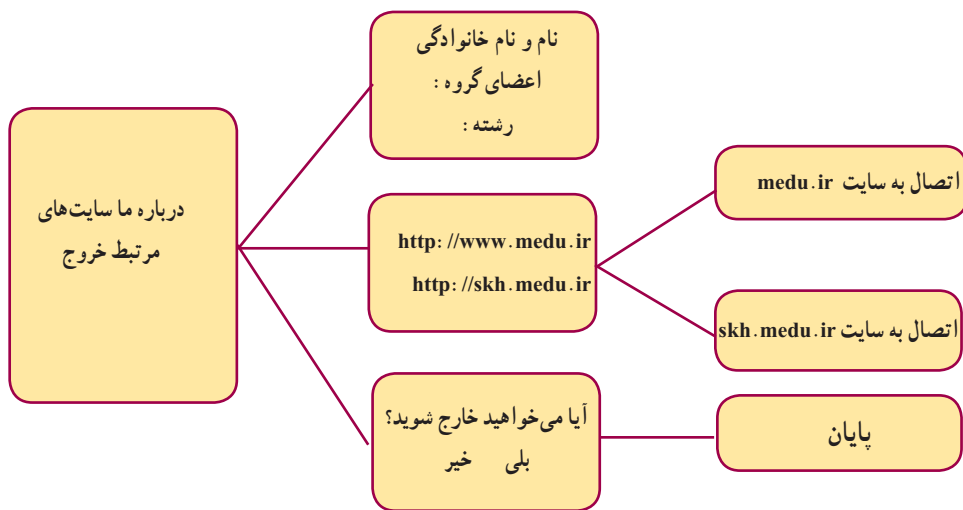 نام و نام خانوادگی
اعضای گروه :
رشته :
درباره ما سایت‌های
مرتبط خروج
http://www.medu.ir
http://skh.medu.ir
اتصال به سایت medu.ir
اتصال به سایت skh.medu.ir
آیا می‌خواهید خارج شوید؟
بلی خیر
پایان